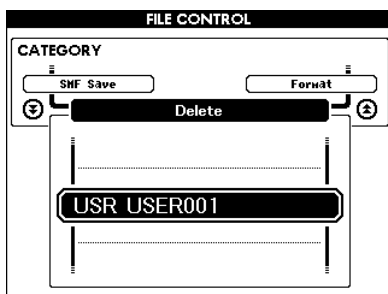 FILE CONTROL
CATEGORY
SMF Save
Format
Delete
USR USER001